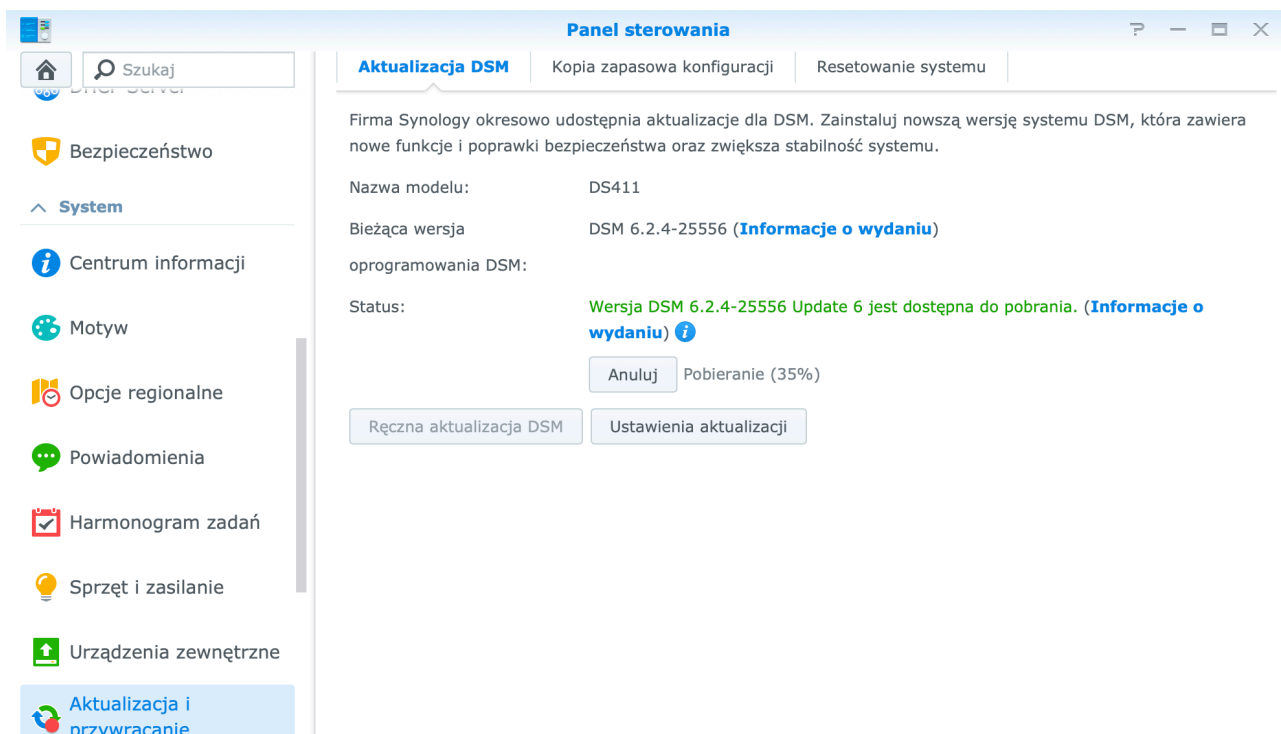 Panel sterowania
Szukaj
DHCP Server
Bezpieczeństwo
System
Centrum informacji
Motyw
Opcje regionalne
Powiadomienia
Harmonogram zadań
Sprzęt i zasilanie
Urządzenia zewnętrzne
Aktualizacja i
przywracanie
Aktualizacja DSM
Kopia zapasowa konfiguracji
Resetowanie systemu
Firma Synology okresowo udostępnia aktualizacje dla DSM. Zainstaluj nowszą wersję systemu DSM, która zawiera
nowe funkcje i poprawki bezpieczeństwa oraz zwiększa stabilność systemu.
Nazwa modelu: DS411
Bieżąca wersja DSM 6.2.4-25556 (Informacje o wydaniu)
oprogramowania DSM:
Status: Wersja DSM 6.2.4-25556 Update 6 jest dostępna do pobrania. (Informacje o
wydaniu)
Anuluj Pobieranie (35%)
Ręczna aktualizacja DSM Ustawienia aktualizacji